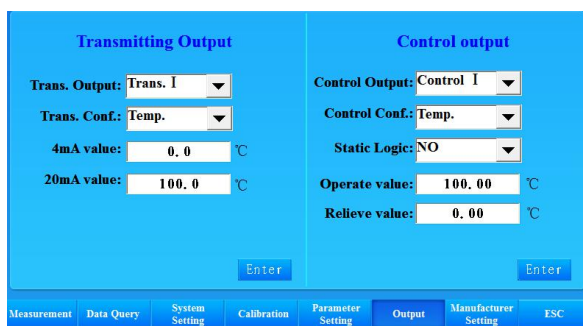 Transmitting Output
Trans. Output: Trans. I
Trans. Conf.: Temp.
4mA value: 0.0 ℃
20mA value: 100.0 ℃
Enter
Control output
Control Output: Control I
Control Conf.: Temp.
Static Logic: NO
Operate value: 100.00 ℃
Relieve value: 0.00 ℃
Enter
Measurement Data Query System Setting Calibration Parameter Setting Output Manufacturer Setting ESC